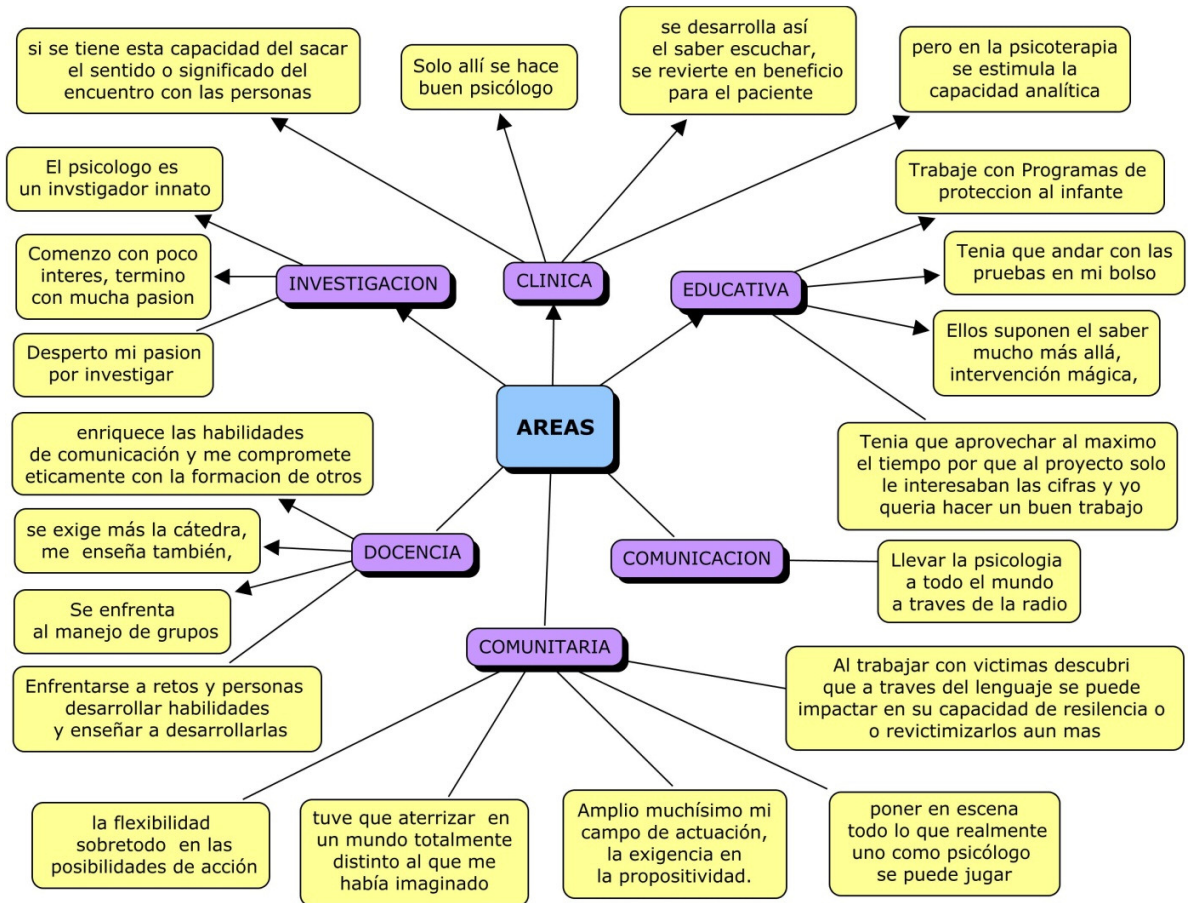 si se tiene esta capacidad del sacar
el sentido o significado del
encuentro con las personas
Solo allí se hace
buen psicólogo
se desarrolla así
el saber escuchar,
se revierte en beneficio
para el paciente
pero en la psicoterapia
se estimula la
capacidad analítica
El psicologo es
un invstigador innato
Comenzo con poco
interes, termino
con mucha pasion
Desperto mi pasion
por investigar
INVESTIGACION
CLINICA
EDUCATIVA
Trabaje con Programas de
proteccion al infante
Tenia que andar con las
pruebas en mi bolso
Ellos suponen el saber
mucho más allá,
intervención mágica,
Tenia que aprovechar al maximo
el tiempo por que al proyecto solo
le interesaban las cifras y yo
queria hacer un buen trabajo
AREAS
enriquece las habilidades
de comunicación y me compromete
eticamente con la formacion de otros
se exige más la cátedra,
me enseña también,
Se enfrenta
al manejo de grupos
Enfrentarse a retos y personas
desarrollar habilidades
y enseñar a desarrollarlas
DOCENCIA
COMUNICACION
Llevar la psicologia
a todo el mundo
a traves de la radio
COMUNITARIA
Al trabajar con victimas descubri
que a traves del lenguaje se puede
impactar en su capacidad de resilencia o
o revictimizarlos aun mas
la flexibilidad
sobretodo en las
posibilidades de acción
tuve que aterrizar en
un mundo totalmente
distinto al que me
había imaginado
Amplio muchísimo mi
campo de actuación,
la exigencia en
la propositividad.
poner en escena
todo lo que realmente
uno como psicólogo
se puede jugar